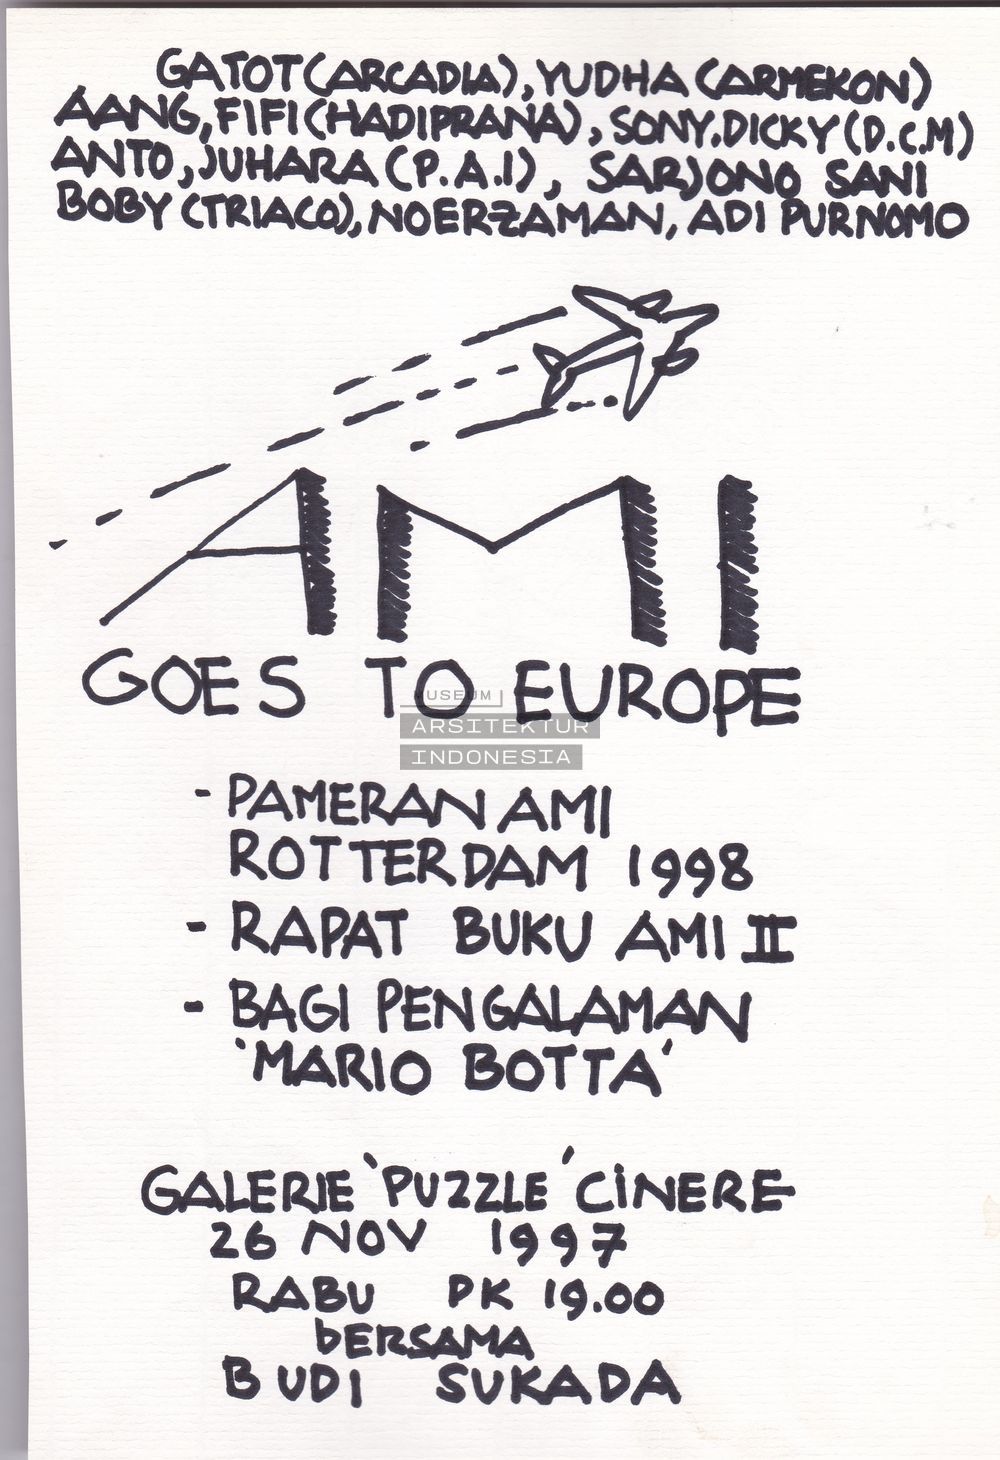 GATOT (ARCADIA), YUDHA (ARMEKON)
AANG, FIFI (HADIPRANA), SONY, DICKY (D.C.M)
ANTO, JUHARA (P.A.I), SARJONO SANI
BOBY (TRIACO), NOERZAMAN, ADI PURNOMO
AMI
GOES TO EUROPE
MUSEUM
ARSITEKTUR
INDONESIA
- PAMERAN AMI
ROTTERDAM 1998
- RAPAT BUKU AMI II
- BAGI PENGALAMAN
'MARIO BOTTA'
GALERIE 'PUZZLE' CINERE
26 NOV 1997
RABU PK 19.00
bERSAMA
BUDI SUKADA